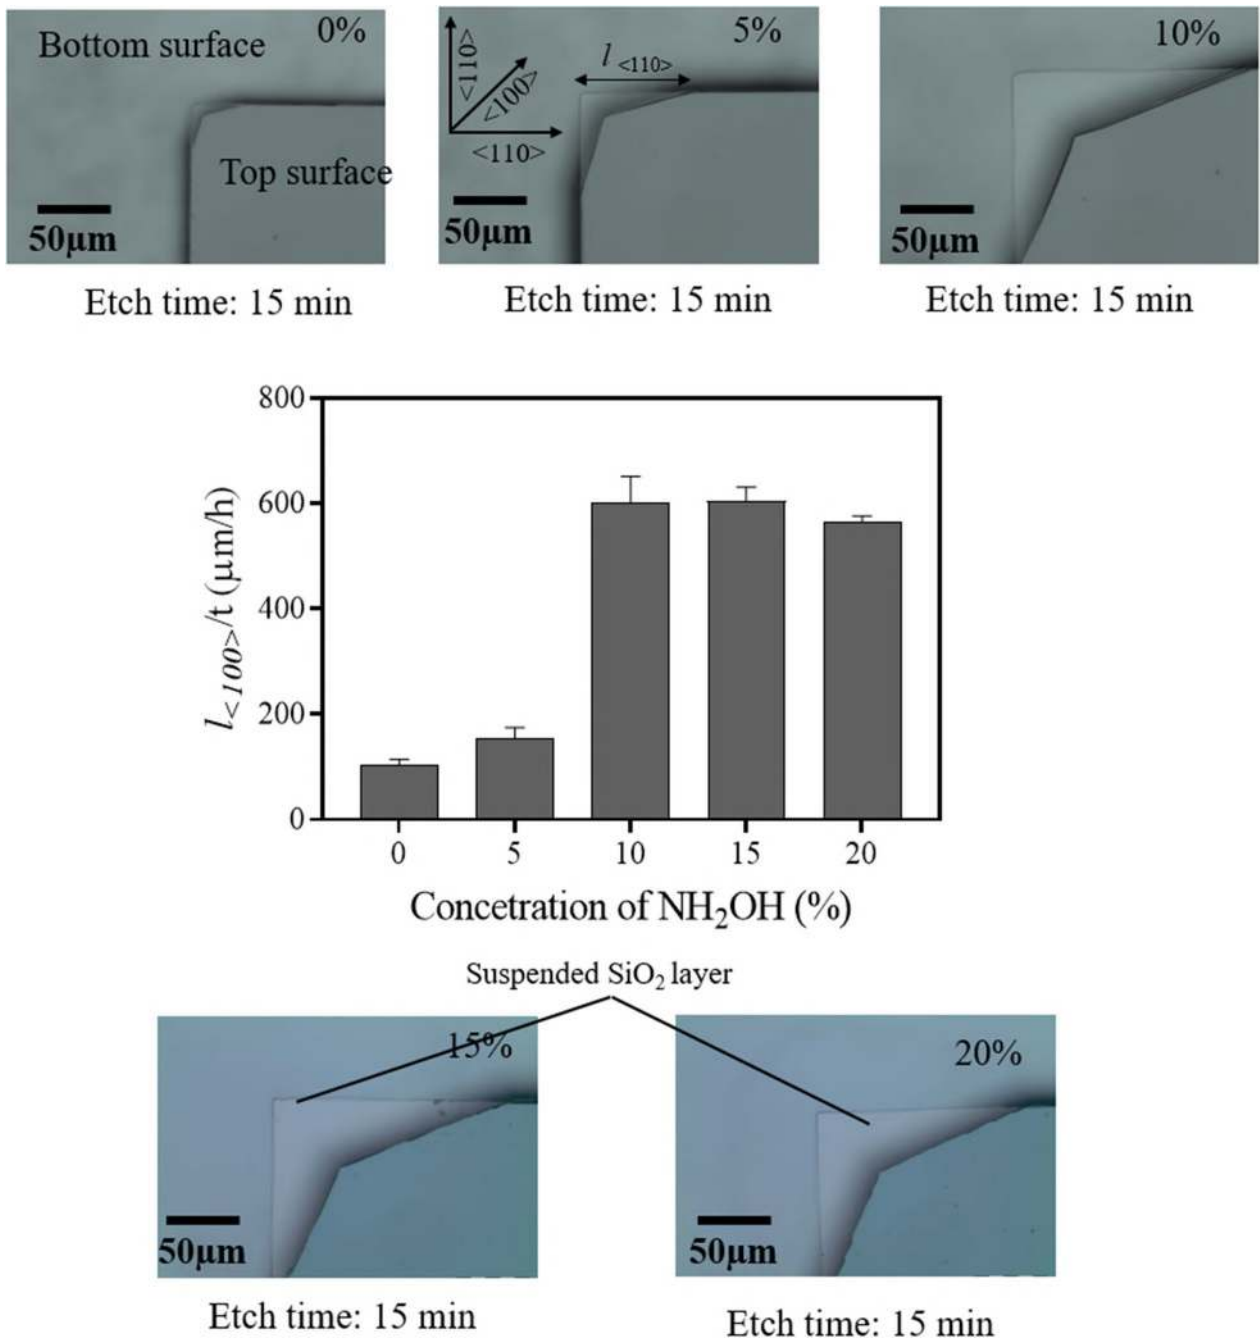 Bottom surface
0%
Top surface
50µm
Etch time: 15 min
<110>
<100>
<110>
l <110>
5%
50µm
Etch time: 15 min
10%
50µm
Etch time: 15 min
l<100>/t (µm/h)
800
600
400
200
0
0 5 10 15 20
Concetration of NH₂OH (%)
Suspended SiO₂ layer
15%
50µm
Etch time: 15 min
20%
50µm
Etch time: 15 min